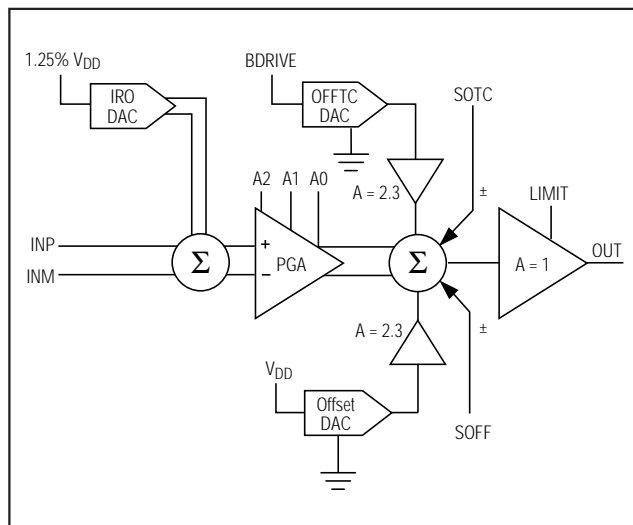 1.25% VDD
IRO
DAC
BDRIVE
OFFTC
DAC
SOTC
A = 2.3
±
A2
A1
A0
LIMIT
INP
INM
Σ
+
−
PGA
Σ
A = 1
OUT
A = 2.3
±
VDD
Offset
DAC
SOFF